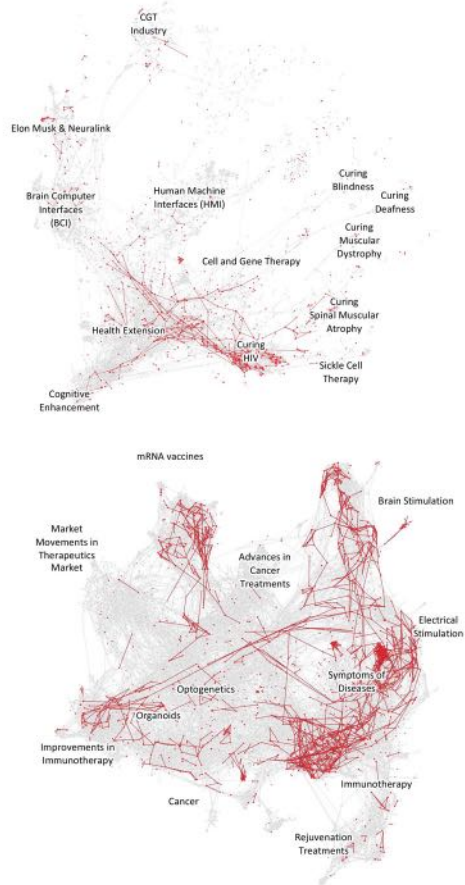 CGT
Industry
Elon Musk & Neuralink
Brain Computer
Interfaces
(BCI)
Human Machine
Interfaces (HMI)
Curing
Blindness
Curing
Deafness
Curing
Muscular
Dystrophy
Cell and Gene Therapy
Curing
Spinal Muscular
Atrophy
Health Extension
Curing
HIV
Sickle Cell
Therapy
Cognitive
Enhancement
mRNA vaccines
Brain Stimulation
Market
Movements in
Therapeutics
Market
Advances in
Cancer
Treatments
Electrical
Stimulation
Symptoms of
Diseases
Optogenetics
Organoids
Improvements in
Immunotherapy
Immunotherapy
Cancer
Rejuvenation
Treatments